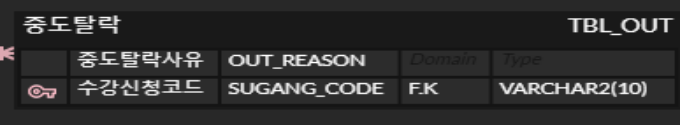 중도탈락 TBL_OUT
중도탈락사유 OUT_REASON Domain Type
수강신청코드 SUGANG_CODE F.K VARCHAR2(10)